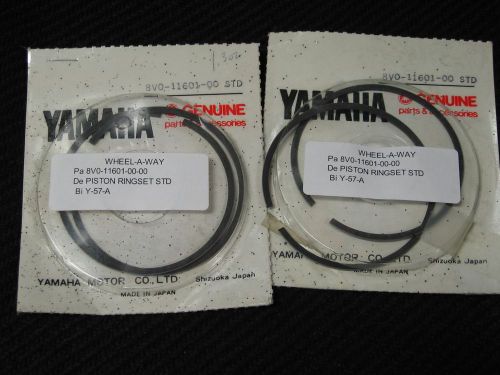 302
8V0-11601-00 STD
YAMAHA
GENUINE
parts & accessories
WHEEL-A-WAY
Pa 8V0-11601-00-00
De PISTON RINGSET STD
Bi Y-57-A
YAMAHA MOTOR CO., LTD. Shizuoka Japan
MADE IN JAPAN
8V0-11601-00 STD
YAMAHA
GENUINE
parts & accessories
WHEEL-A-WAY
Pa 8V0-11601-00-00
De PISTON RINGSET STD
Bi Y-57-A
YAMAHA MOTOR CO., LTD. Shizuoka Japan
MADE IN JAPAN